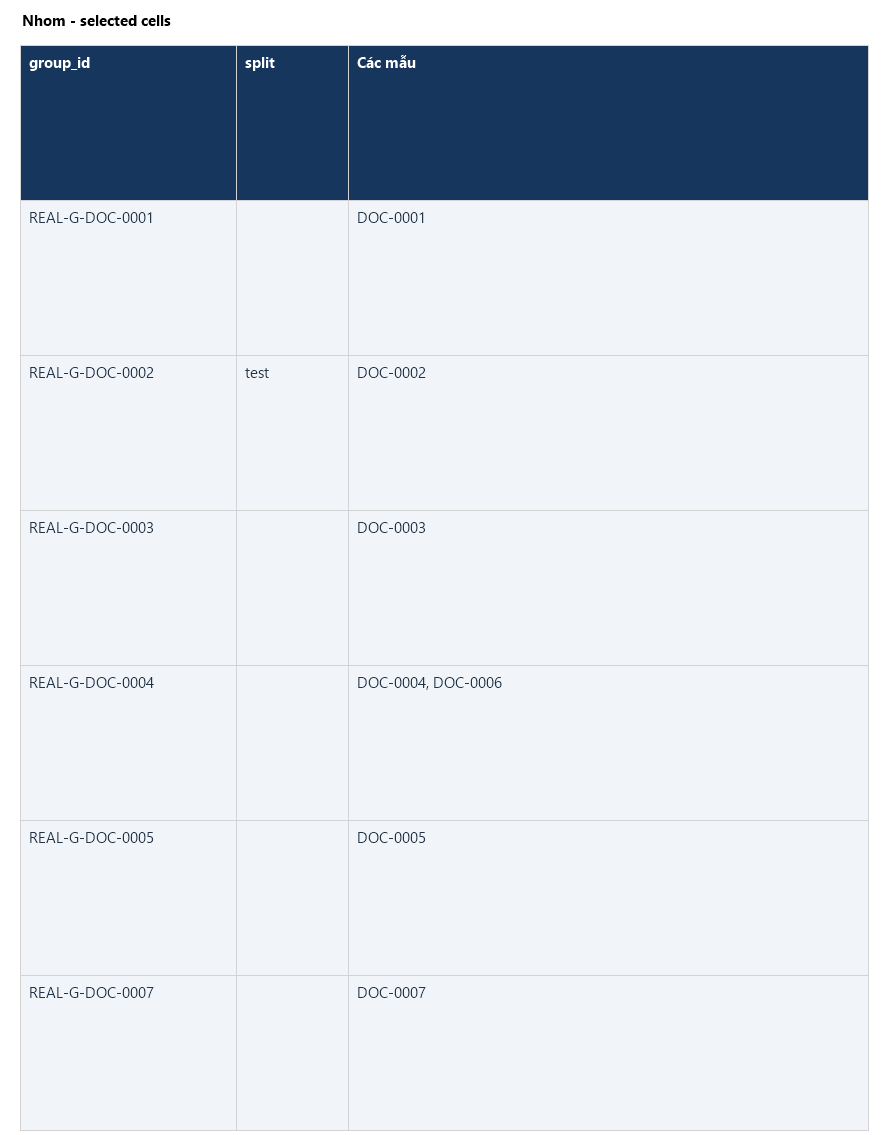 Nhom - selected cells
group_id split Các mẫu
REAL-G-DOC-0001 DOC-0001
REAL-G-DOC-0002 test DOC-0002
REAL-G-DOC-0003 DOC-0003
REAL-G-DOC-0004 DOC-0004, DOC-0006
REAL-G-DOC-0005 DOC-0005
REAL-G-DOC-0007 DOC-0007